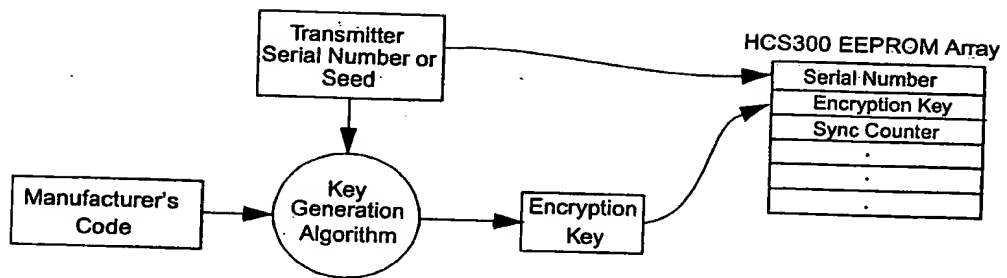 Transmitter
Serial Number or
Seed
HCS300 EEPROM Array
Serial Number
Encryption Key
Sync Counter
.
.
.
Manufacturer's
Code
Key
Generation
Algorithm
Encryption
Key